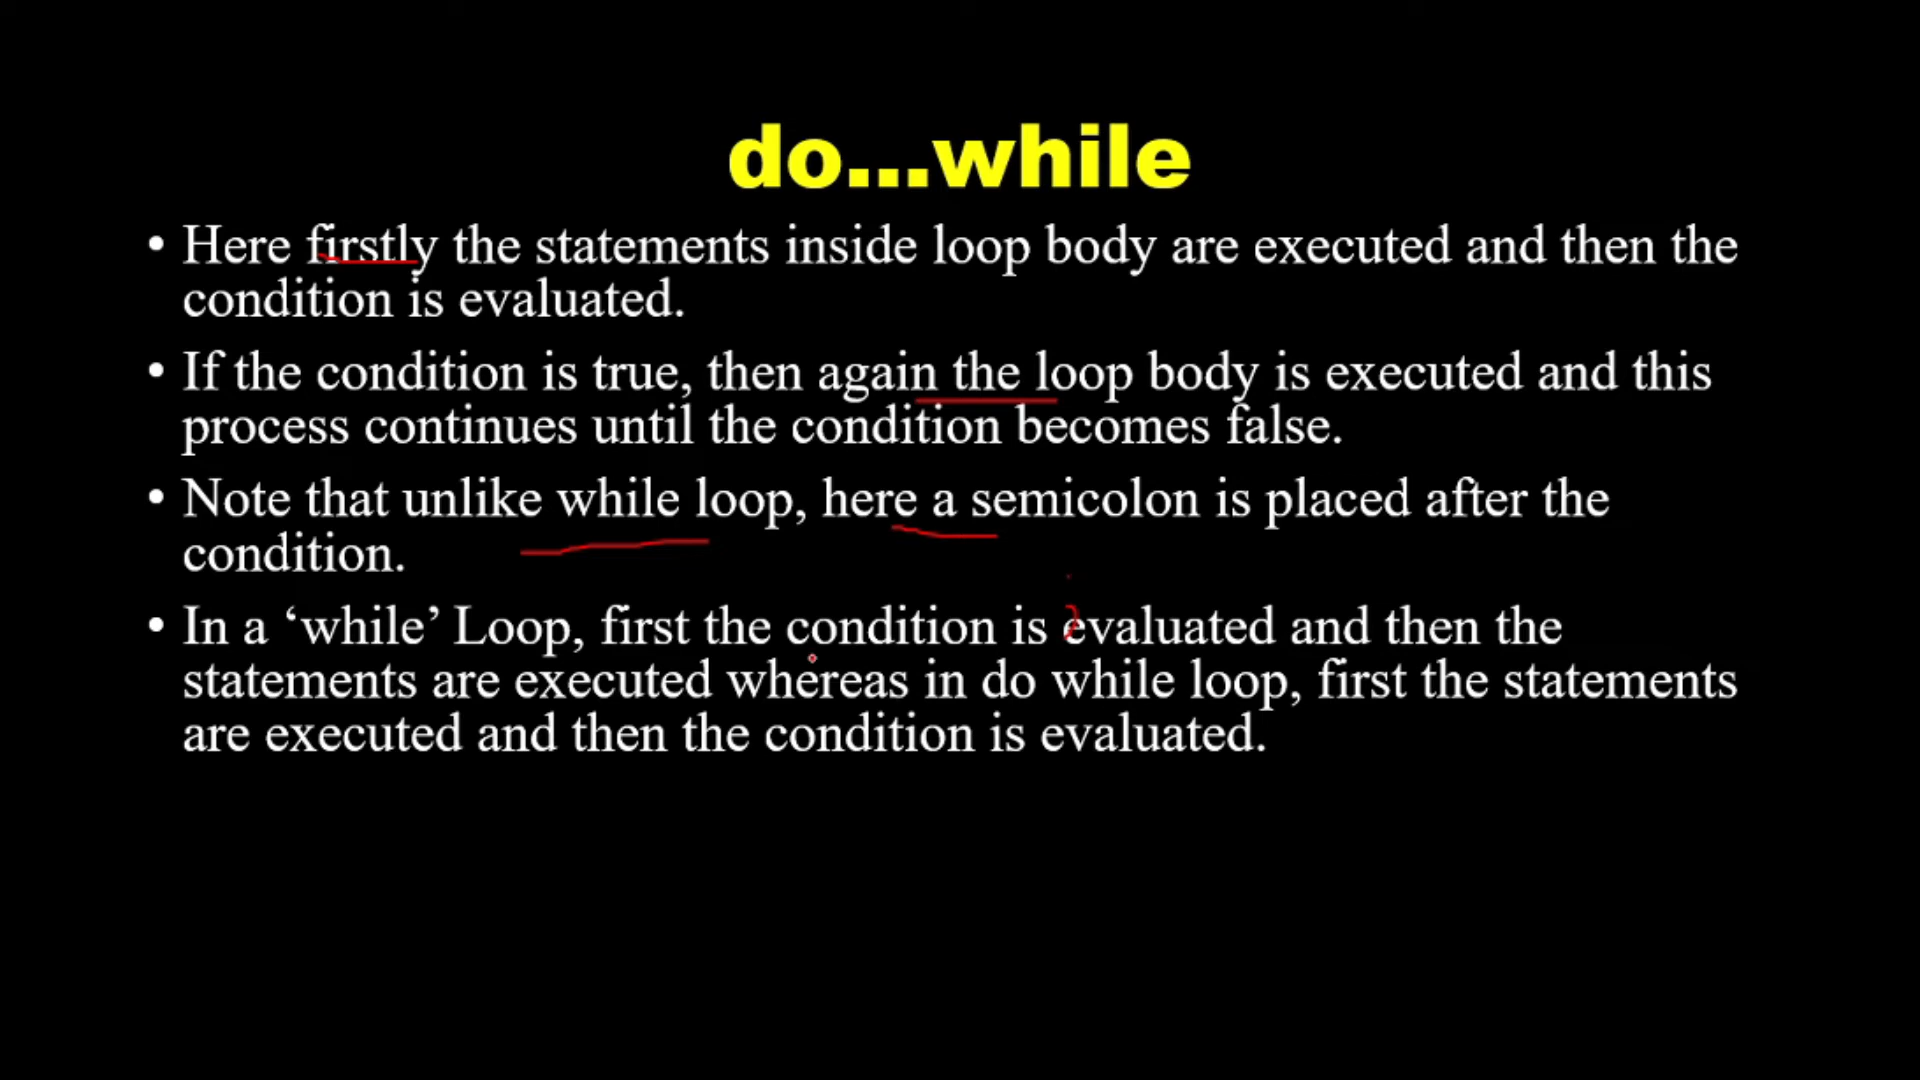 do...while
• Here firstly the statements inside loop body are executed and then the
condition is evaluated.
• If the condition is true, then again the loop body is executed and this
process continues until the condition becomes false.
• Note that unlike while loop, here a semicolon is placed after the
condition.
• In a ‘while’ Loop, first the condition is evaluated and then the
statements are executed whereas in do while loop, first the statements
are executed and then the condition is evaluated.